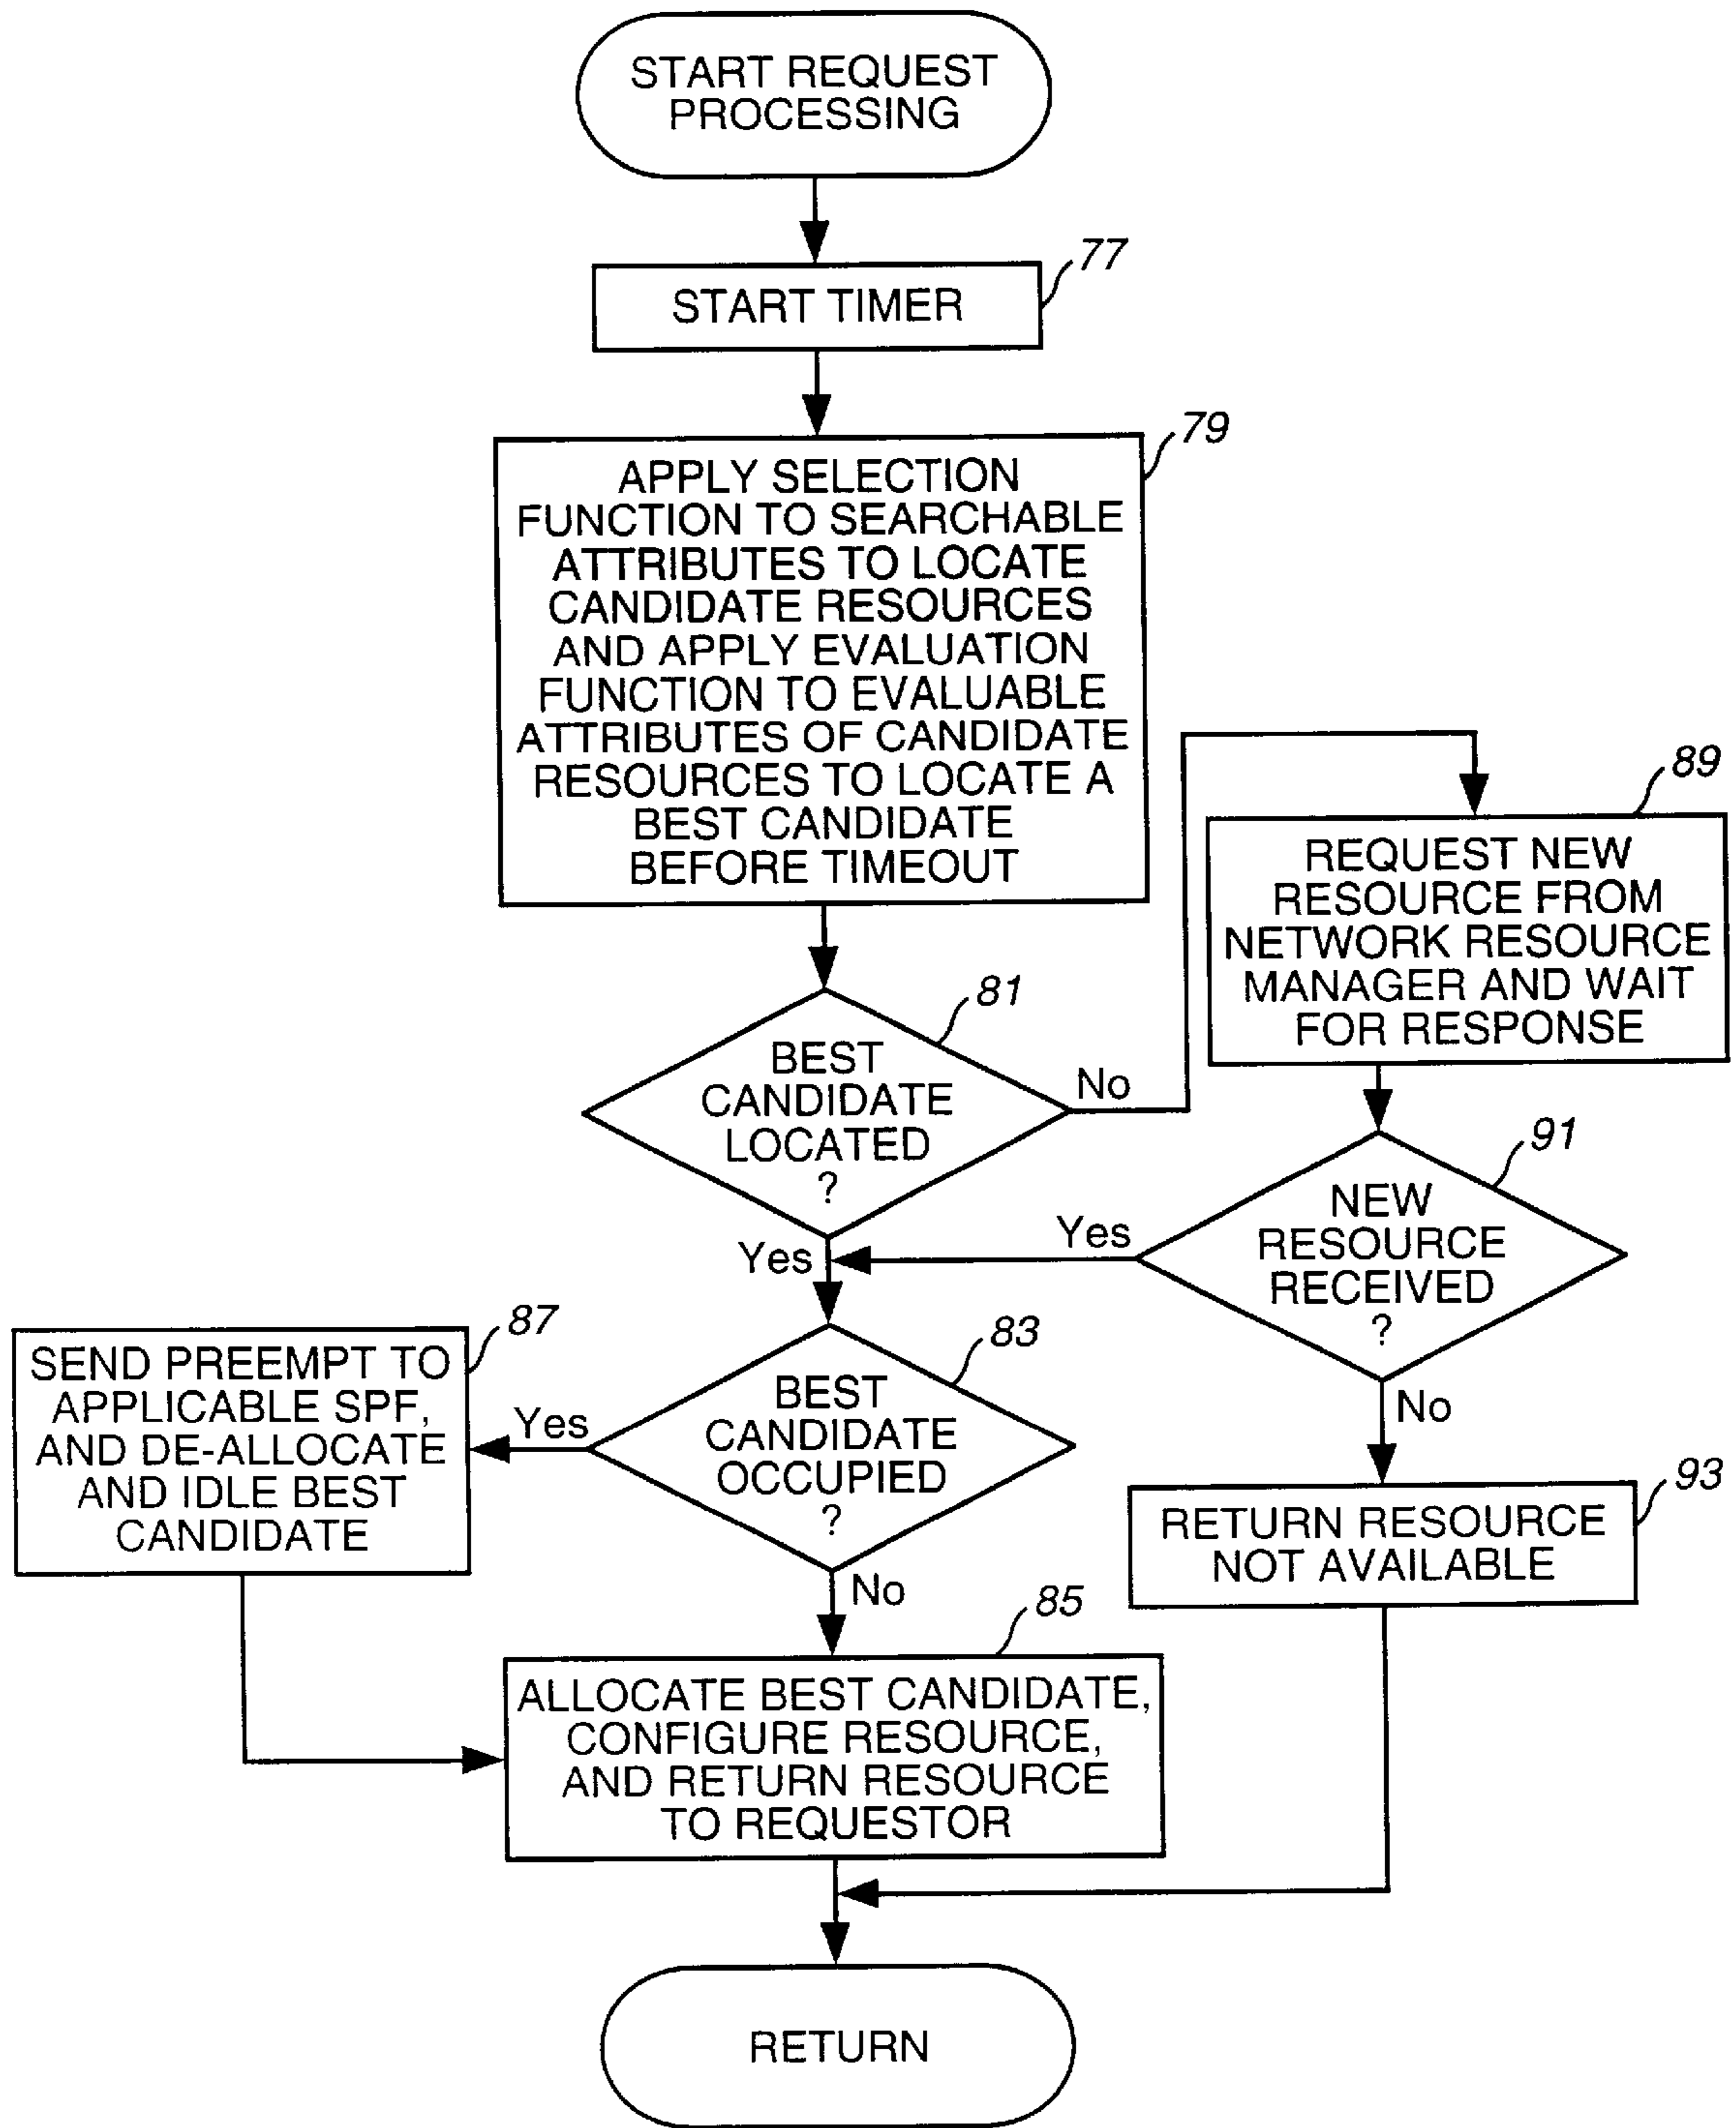 START REQUEST
PROCESSING
77
START TIMER
79
APPLY SELECTION
FUNCTION TO SEARCHABLE
ATTRIBUTES TO LOCATE
CANDIDATE RESOURCES
AND APPLY EVALUATION
FUNCTION TO EVALUABLE
ATTRIBUTES OF CANDIDATE
RESOURCES TO LOCATE A
BEST CANDIDATE
BEFORE TIMEOUT
89
REQUEST NEW
RESOURCE FROM
NETWORK RESOURCE
MANAGER AND WAIT
FOR RESPONSE
81
BEST
CANDIDATE
LOCATED
?
No
Yes
91
NEW
RESOURCE
RECEIVED
?
Yes
No
87
SEND PREEMPT TO
APPLICABLE SPF,
AND DE-ALLOCATE
AND IDLE BEST
CANDIDATE
83
BEST
CANDIDATE
OCCUPIED
?
Yes
No
93
RETURN RESOURCE
NOT AVAILABLE
85
ALLOCATE BEST CANDIDATE,
CONFIGURE RESOURCE,
AND RETURN RESOURCE
TO REQUESTOR
RETURN